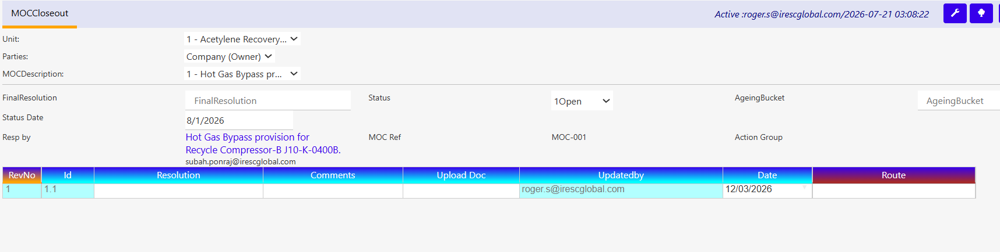 MOCCloseout
Active :roger.s@irescglobal.com/2026-07-21 03:08:22
Unit:
1 - Acetylene Recovery...
Parties:
Company (Owner)
MOCDescription:
1 - Hot Gas Bypass pr...
FinalResolution
FinalResolution
Status
1Open
AgeingBucket
AgeingBucket
Status Date
8/1/2026
Resp by
Hot Gas Bypass provision for
Recycle Compressor-B J10-K-0400B.
subah.ponraj@irescglobal.com
MOC Ref
MOC-001
Action Group
RevNo Id Resolution Comments Upload Doc Updatedby Date Route
1 1.1 roger.s@irescglobal.com 12/03/2026